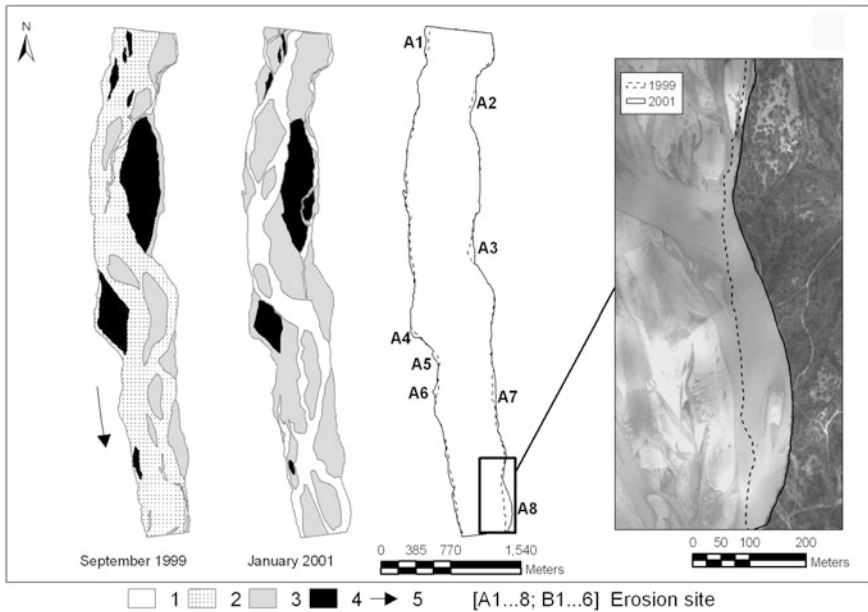 N
A1
A2
A3
A4
A5
A6
A7
A8
1999
2001
September 1999
January 2001
0 385 770 1,540
Meters
0 50 100 200
Meters
1 2 3 4 5 [A1...8; B1...6] Erosion site